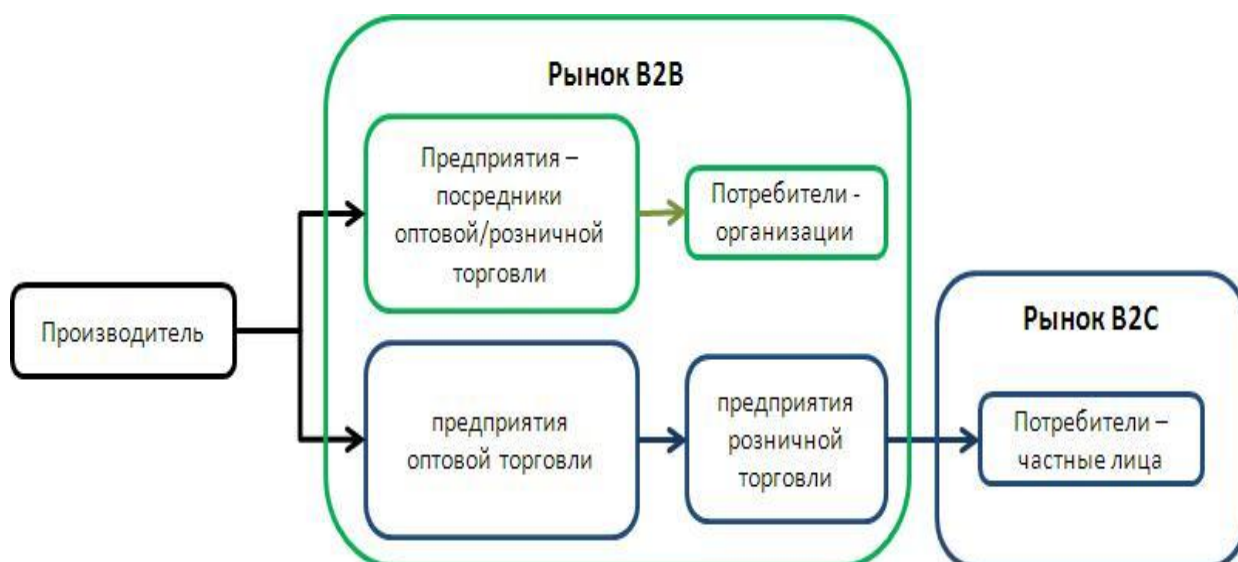 Рынок B2B
Предприятия –
посредники
оптовой/розничной
торговли
Потребители -
организации
Производитель
предприятия
оптовой торговли
предприятия
розничной
торговли
Рынок B2C
Потребители –
частные лица